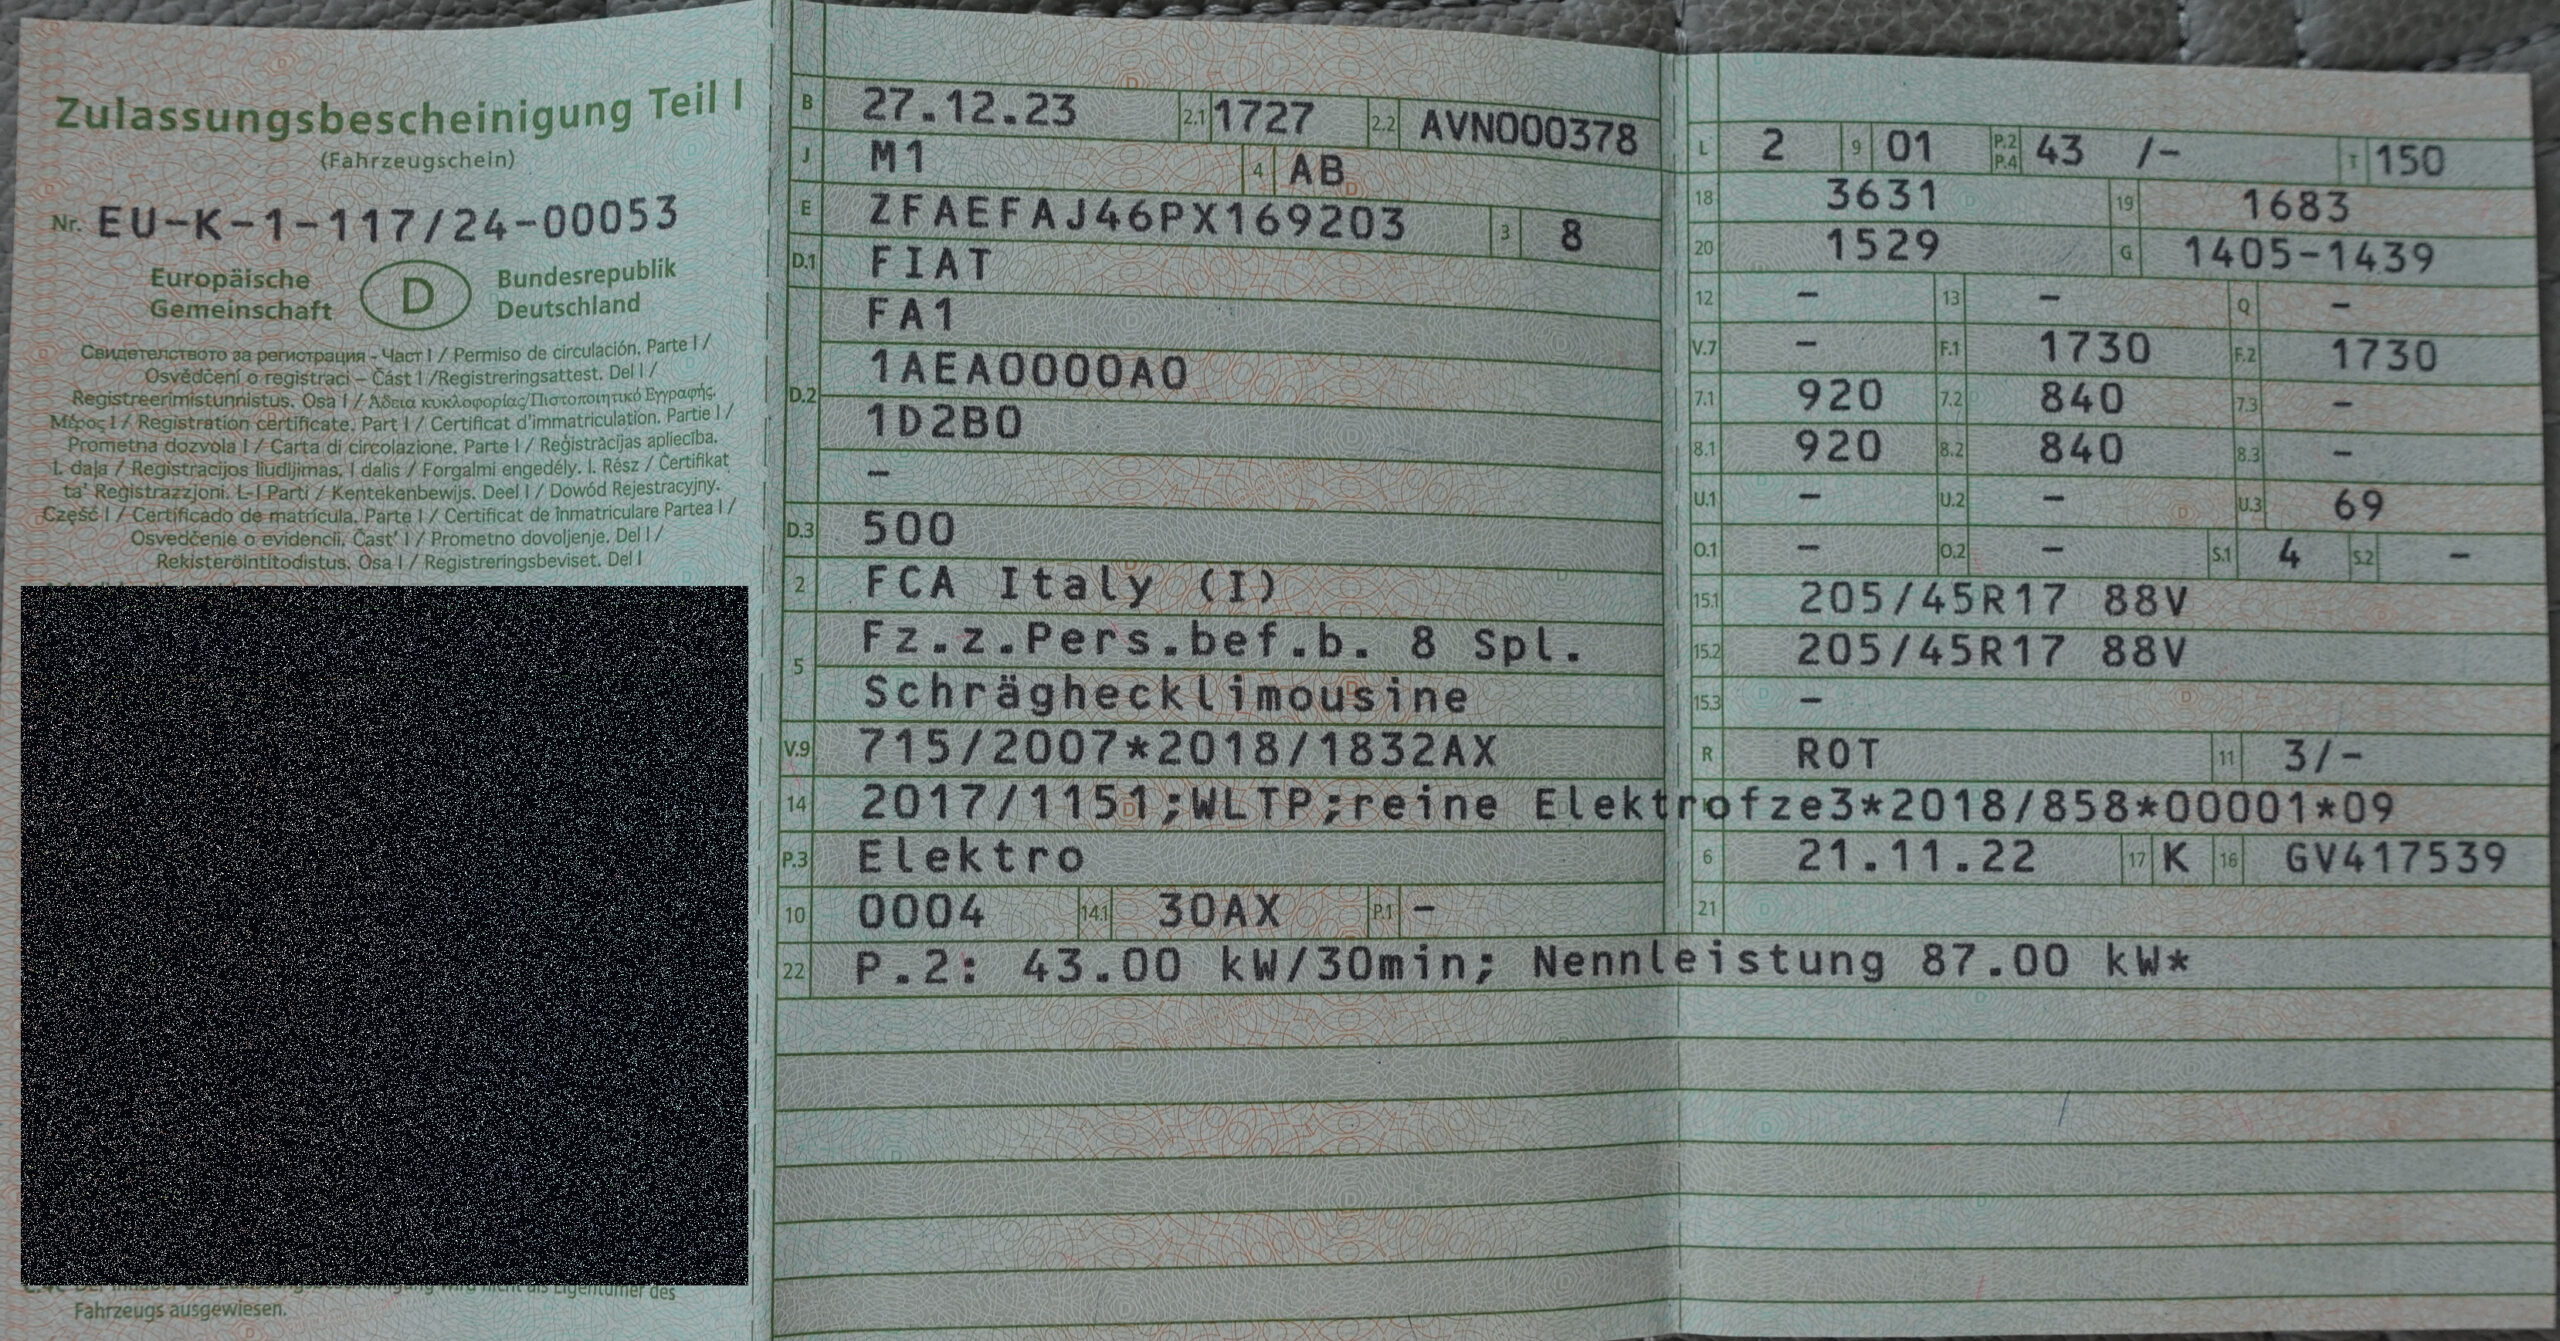 Zulassungsbescheinigung Teil I
(Fahrzeugschein)
Nr. EU-K-1-117/24-00053
Europäische Gemeinschaft D Bundesrepublik Deutschland
Свидетелството за регистрация - Част I / Permiso de circulación. Parte I /
Osvědčení o registraci – Část I /Registreringsattest. Del I /
Registreerimistunnistus. Osa I / Άδεια κυκλοφορίας/Πιστοποιητικό Εγγραφής.
Μέρος I / Registration certificate. Part I / Certificat d'immatriculation. Partie I /
Prometna dozvola I / Carta di circolazione. Parte I / Reģistrācijas apliecība.
I. daļa / Registracijos liudijimas. I dalis / Forgalmi engedély. I. Rész / Ċertifikat
ta' Reġistrazzjoni. L-I Parti / Kentekenbewijs. Deel I / Dowód Rejestracyjny.
Część I / Certificado de matrícula. Parte I / Certificat de înmatriculare Partea I /
Osvedčenie o evidencii. Časť I / Prometno dovoljenje. Del I /
Rekisteröintitodistus. Osa I / Registreringsbeviset. Del I
Fahrzeugs ausgewiesen.
B 27.12.23 2.1 1727 2.2 AVN000378
J M1 4 AB
E ZFAEFAJ46PX169203 3 8
D.1 FIAT
D.2 FA1
1AEA0000A0
1D2B0
–
D.3 500
2 FCA Italy (I)
5 Fz.z.Pers.bef.b. 8 Spl.
Schräghecklimousine
V.9 715/2007*2018/1832AX
14 2017/1151;WLTP;reine Elektrofz
P.3 Elektro
10 0004 14.1 30AX P.1 –
22 P.2: 43.00 kW/30min; Nennleistung 87.00 kW*
L 2 9 01 P.2 P.4 43 /– T 150
18 3631 19 1683
20 1529 G 1405-1439
12 – 13 – Q –
V.7 – F.1 1730 F.2 1730
7.1 920 7.2 840 7.3 –
8.1 920 8.2 840 8.3 –
U.1 – U.2 – U.3 69
O.1 – O.2 – S.1 4 S.2 –
15.1 205/45R17 88V
15.2 205/45R17 88V
15.3 –
R ROT 11 3/–
e3*2018/858*00001*09
6 21.11.22 17 K 16 GV417539
21